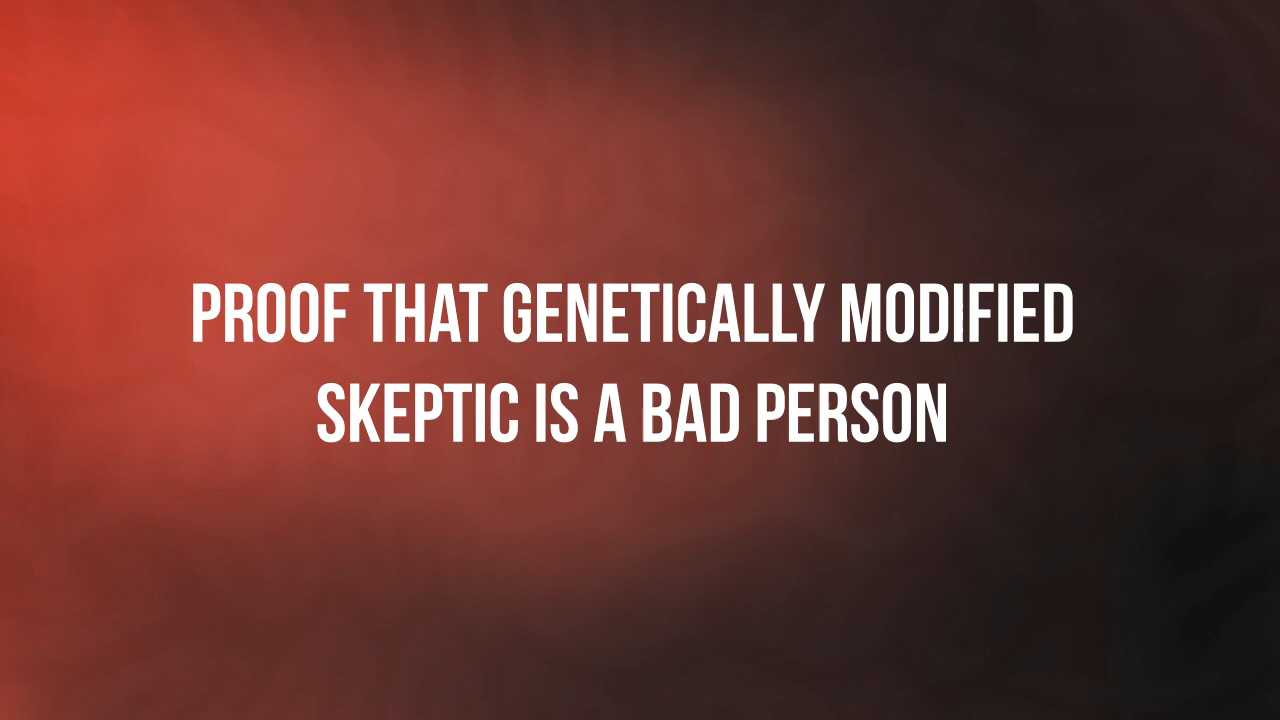 PROOF THAT GENETICALLY MODIFIED
SKEPTIC IS A BAD PERSON